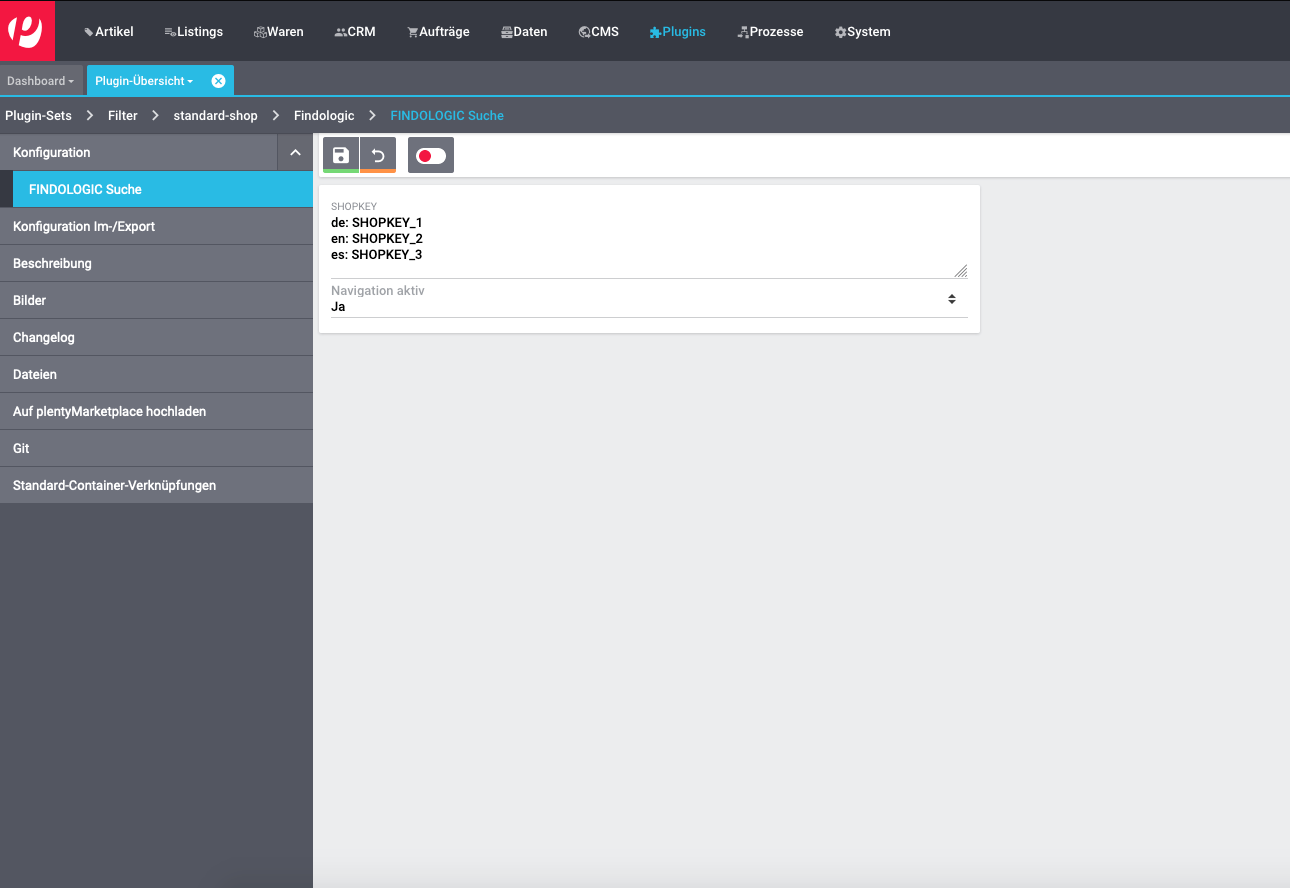 Artikel Listings Waren CRM Aufträge Daten CMS Plugins Prozesse System
Dashboard Plugin-Übersicht
Plugin-Sets Filter standard-shop Findologic FINDOLOGIC Suche
Konfiguration
FINDOLOGIC Suche
Konfiguration Im-/Export
Beschreibung
Bilder
Changelog
Dateien
Auf plentyMarketplace hochladen
Git
Standard-Container-Verknüpfungen
SHOPKEY
de: SHOPKEY_1
en: SHOPKEY_2
es: SHOPKEY_3
Navigation aktiv
Ja